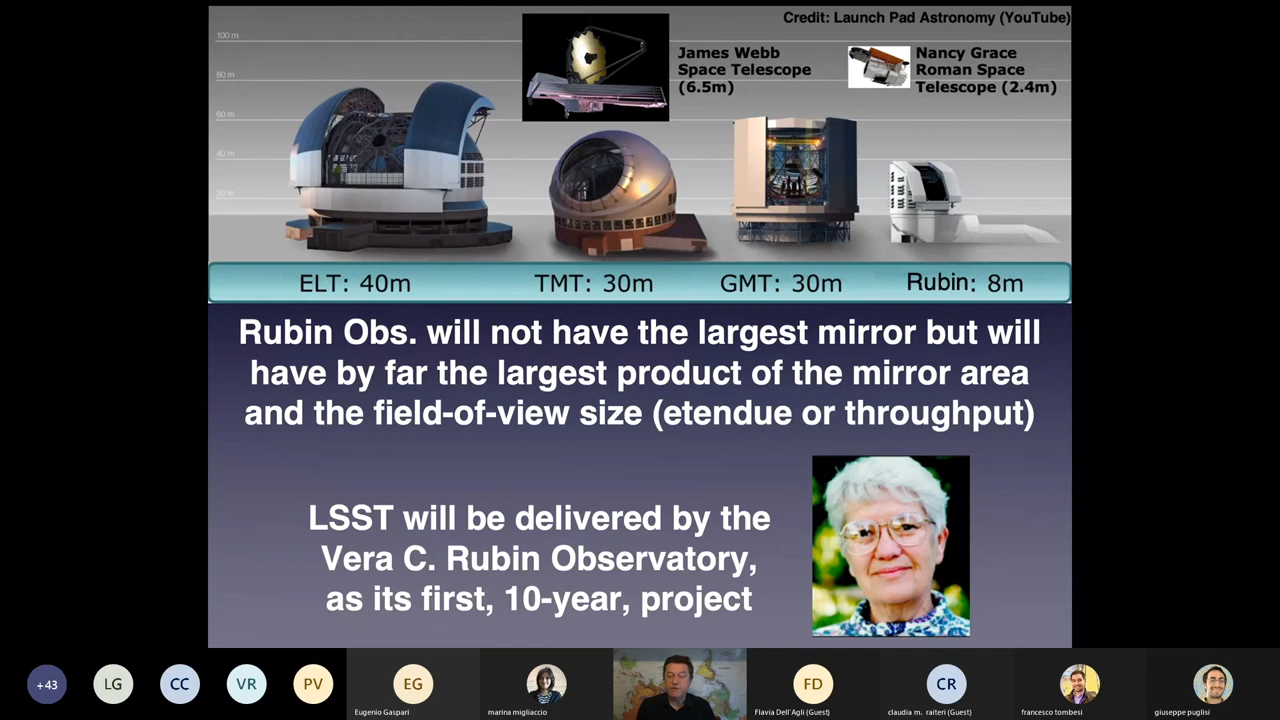 Credit: Launch Pad Astronomy (YouTube)
100 m
80 m
60 m
40 m
20 m
James Webb
Space Telescope
(6.5m)
Nancy Grace
Roman Space
Telescope (2.4m)
ELT: 40m
TMT: 30m
GMT: 30m
Rubin: 8m
Rubin Obs. will not have the largest mirror but will
have by far the largest product of the mirror area
and the field-of-view size (etendue or throughput)
LSST will be delivered by the
Vera C. Rubin Observatory,
as its first, 10-year, project
+43
LG
CC
VR
PV
EG
Eugenio Gaspari
marina migliaccio
FD
Flavia Dell'Agli (Guest)
CR
claudia m. raiteri (Guest)
francesco tombesi
giuseppe puglisi